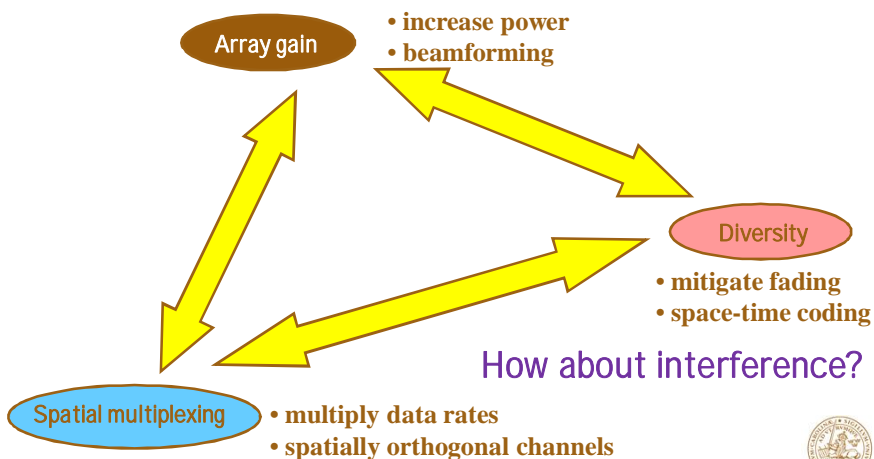 Array gain
• increase power
• beamforming
Diversity
• mitigate fading
• space-time coding
How about interference?
Spatial multiplexing
• multiply data rates
• spatially orthogonal channels